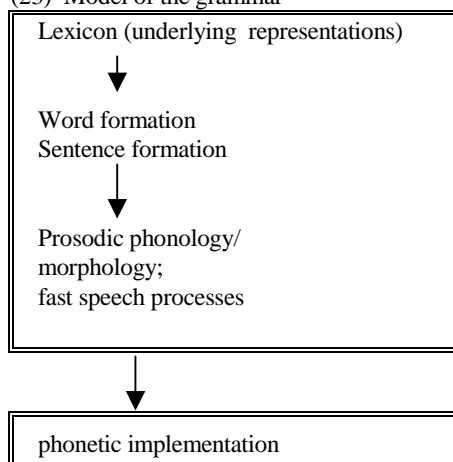 (23) Model of the grammar
Lexicon (underlying representations)
Word formation
Sentence formation
Prosodic phonology/
morphology;
fast speech processes
phonetic implementation